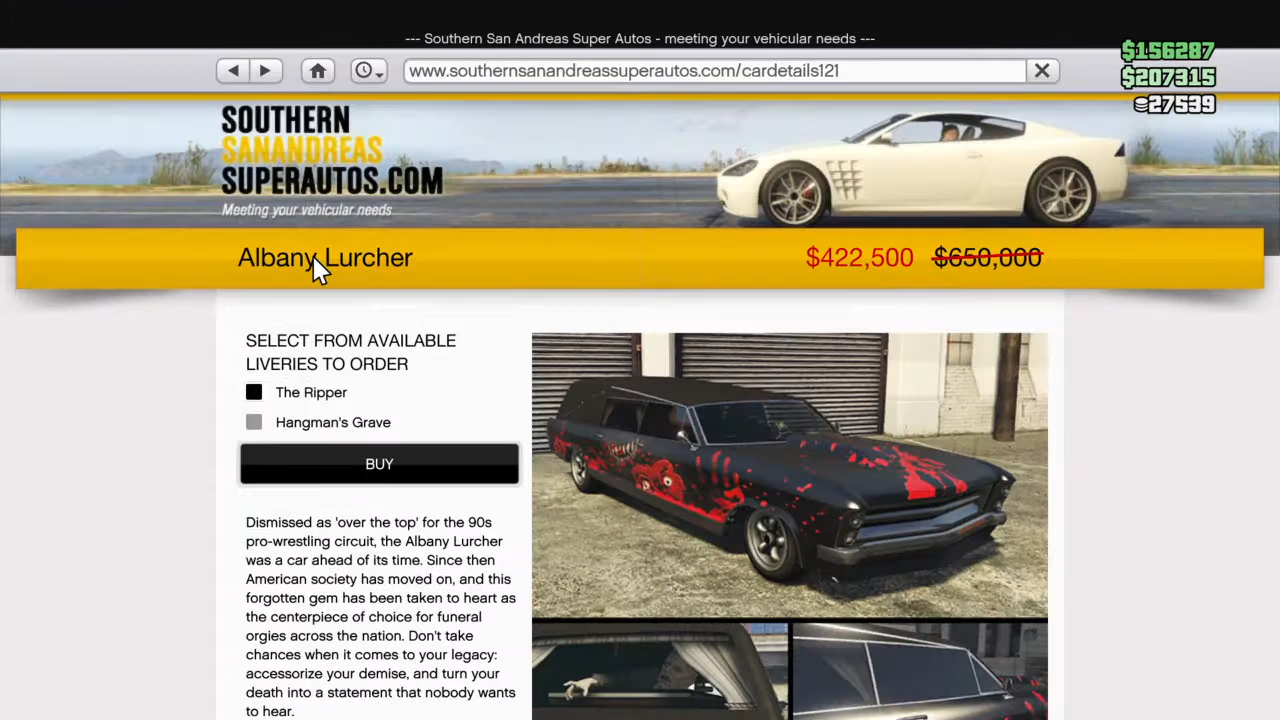 --- Southern San Andreas Super Autos - meeting your vehicular needs ---
$156287
www.southernsanandreassuperautos.com/cardetails121
$207315
27539
SOUTHERN
SANANDREAS
SUPERAUTOS.COM
Meeting your vehicular needs
Albany Lurcher
$422,500 $650,000
SELECT FROM AVAILABLE
LIVERIES TO ORDER
The Ripper
Hangman's Grave
BUY
Dismissed as 'over the top' for the 90s
pro-wrestling circuit, the Albany Lurcher
was a car ahead of its time. Since then
American society has moved on, and this
forgotten gem has been taken to heart as
the centerpiece of choice for funeral
orgies across the nation. Don't take
chances when it comes to your legacy:
accessorize your demise, and turn your
death into a statement that nobody wants
to hear.